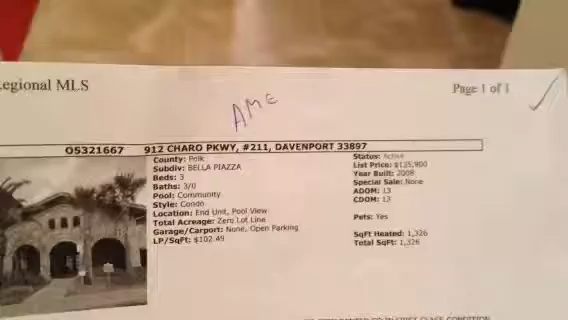 egional MLS
Page 1 of 1
AME
O5321667 912 CHARO PKWY, #211, DAVENPORT 33897
County: Polk
Subdiv: BELLA PIAZZA
Beds: 3
Baths: 3/0
Pool: Community
Style: Condo
Location: End Unit, Pool View
Total Acreage: Zero Lot Line
Garage/Carport: None, Open Parking
LP/SqFt: $102.49
Status: Active
List Price: $135,900
Year Built: 2008
Special Sale: None
ADOM: 13
CDOM: 13
Pets: Yes
SqFt Heated: 1,326
Total SqFt: 1,326